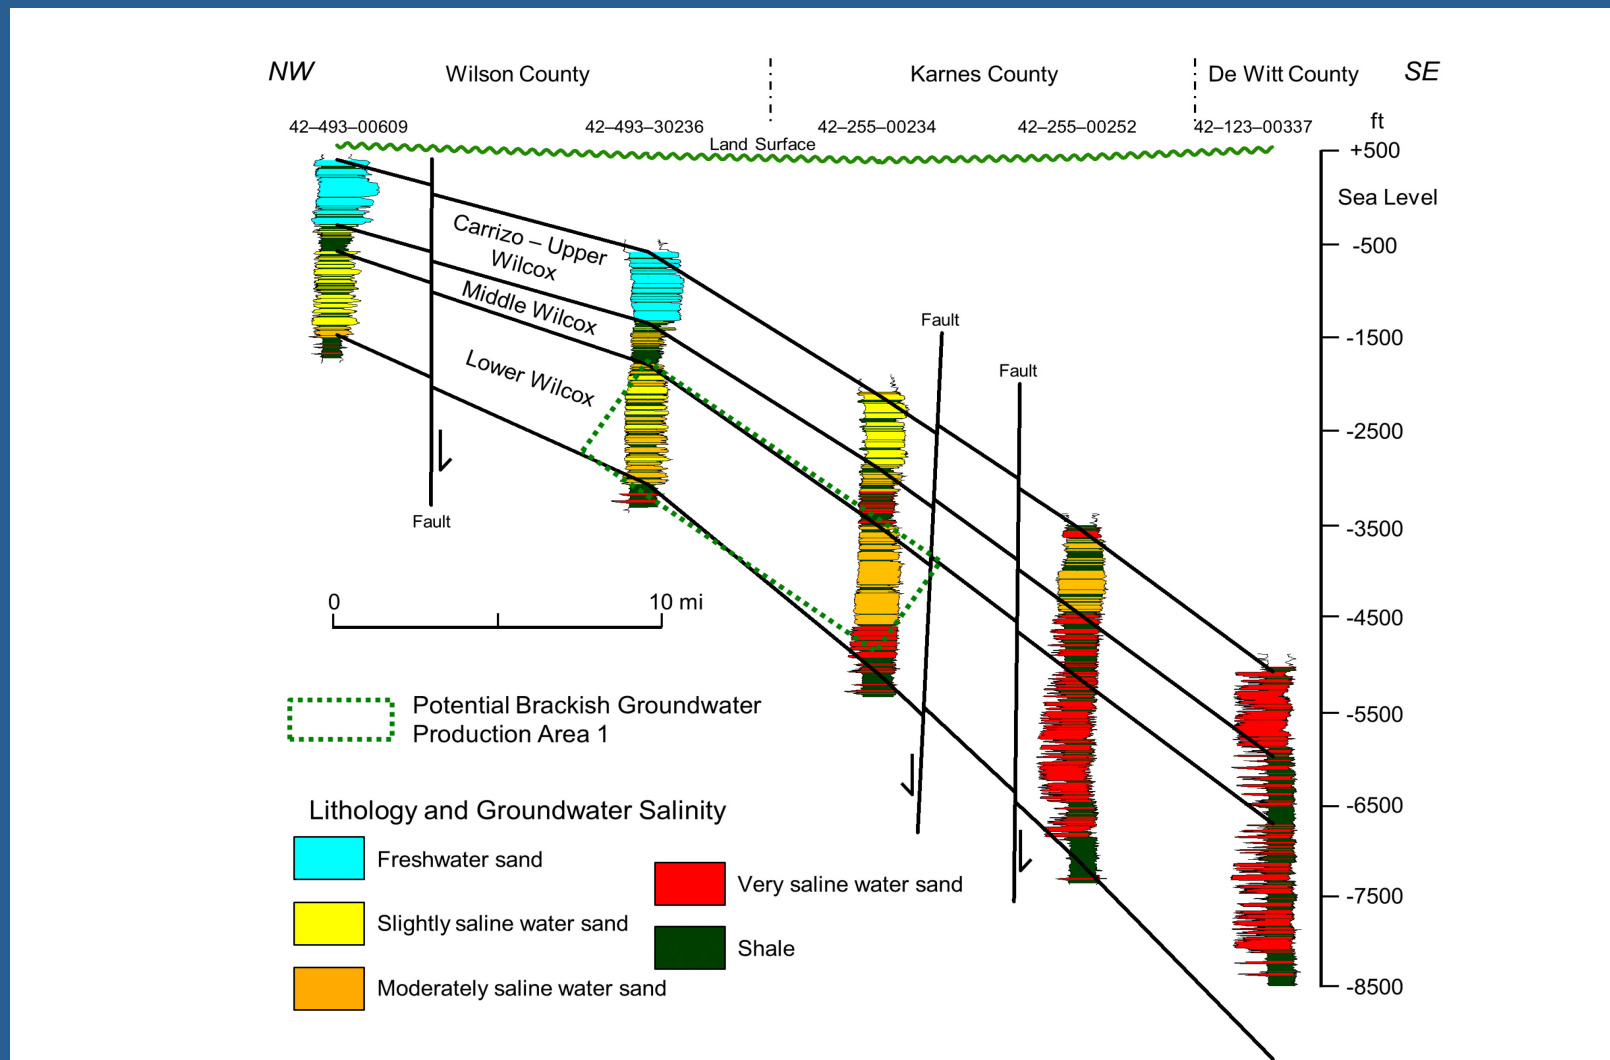 NW
Wilson County
Karnes County
De Witt County
SE
42–493–00609
42–493–30236
42–255–00234
42–255–00252
42–123–00337
ft
Land Surface
+500
Sea Level
-500
-1500
-2500
-3500
-4500
-5500
-6500
-7500
-8500
Carrizo – Upper
Wilcox
Middle Wilcox
Lower Wilcox
Fault
Fault
Fault
0
10 mi
Potential Brackish Groundwater
Production Area 1
Lithology and Groundwater Salinity
Freshwater sand
Slightly saline water sand
Moderately saline water sand
Very saline water sand
Shale